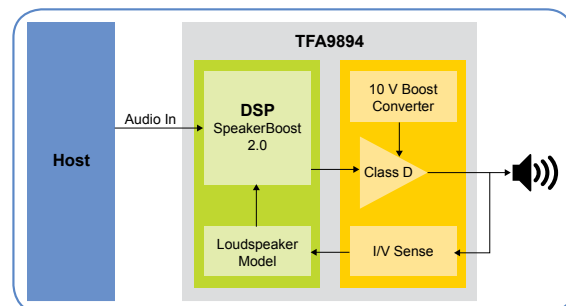 TFA9894
Host
Audio In
DSP
SpeakerBoost
2.0
10 V Boost
Converter
Class D
Loudspeaker
Model
I/V Sense